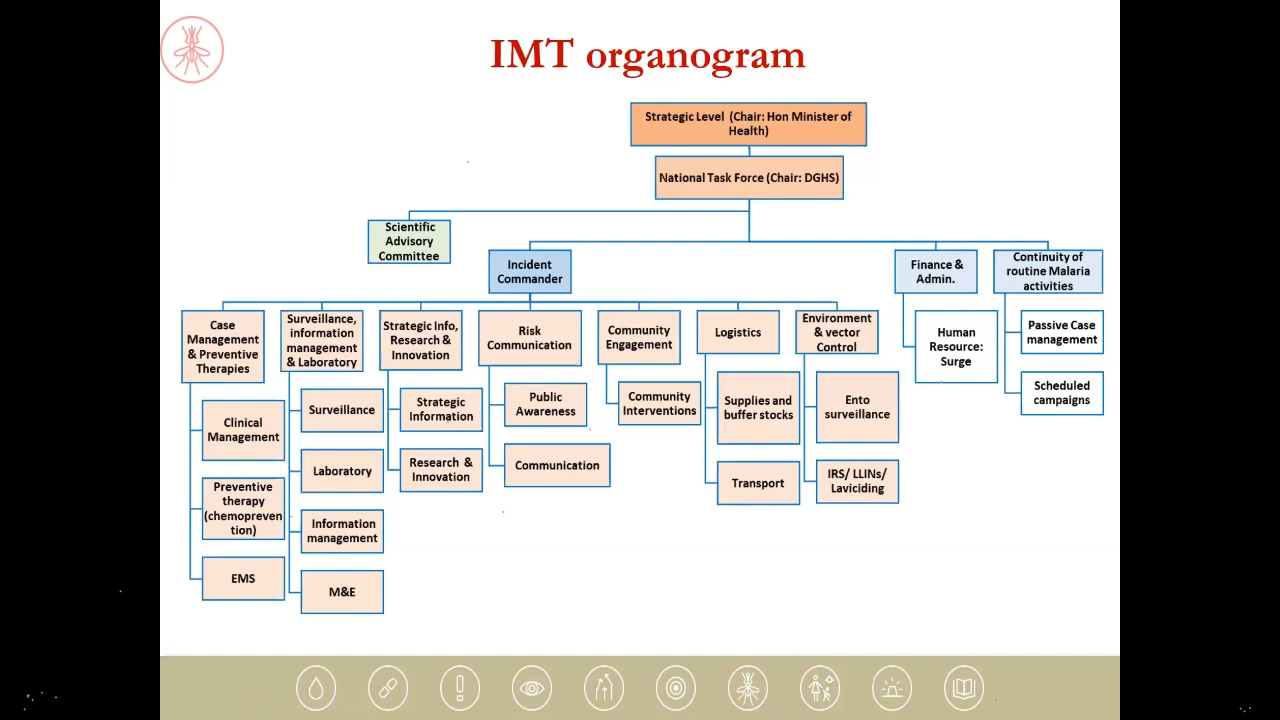 IMT organogram
Strategic Level (Chair: Hon Minister of
Health)
National Task Force (Chair: DGHS)
Scientific
Advisory
Committee
Incident
Commander
Finance &
Admin.
Continuity of
routine Malaria
activities
Case
Management
& Preventive
Therapies
Surveillance,
information
management
& Laboratory
Strategic Info,
Research &
Innovation
Risk
Communication
Community
Engagement
Logistics
Environment
& vector
Control
Human
Resource:
Surge
Passive Case
management
Scheduled
campaigns
Clinical
Management
Preventive
therapy
(chemopreven
tion)
EMS
Surveillance
Laboratory
Information
management
M&E
Strategic
Information
Research &
Innovation
Public
Awareness
Communication
Community
Interventions
Supplies and
buffer stocks
Transport
Ento
surveillance
IRS/ LLINs/
Laviciding